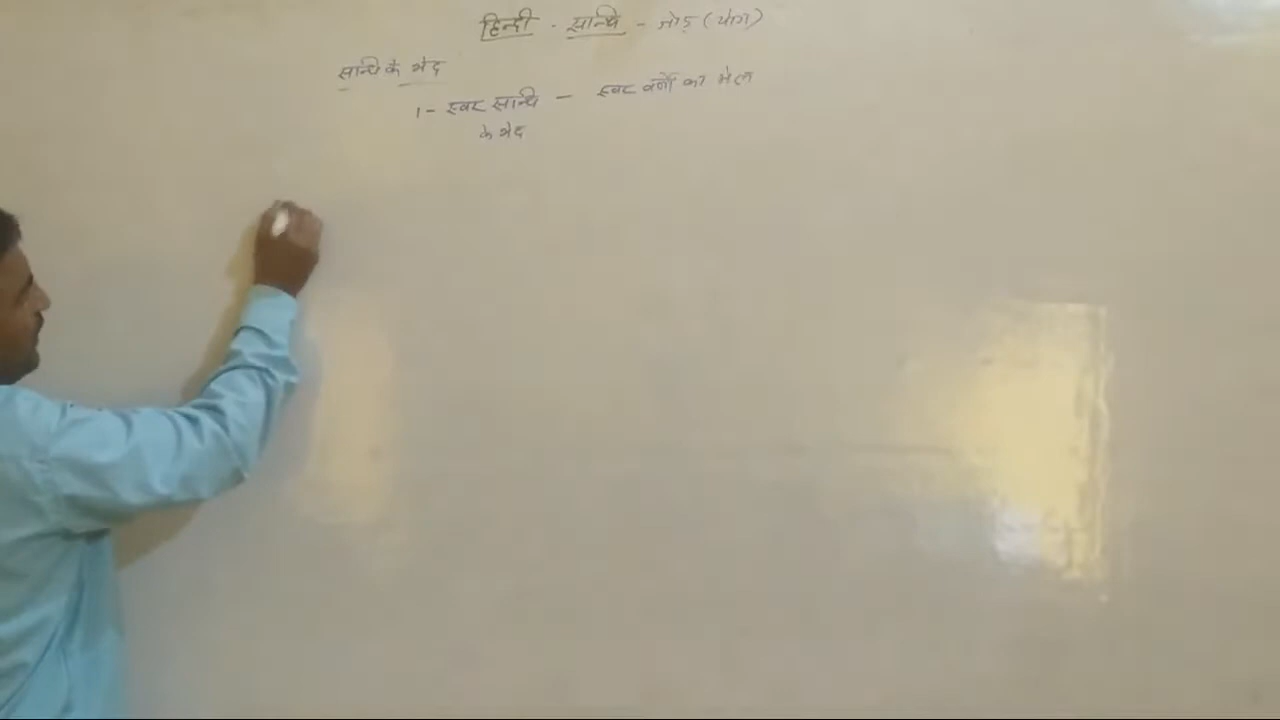 हिन्दी - सन्धि - जोड़ (योग)
सन्धि के भेद
1- स्वर सन्धि - स्वर वर्णों का मेल
के भेद